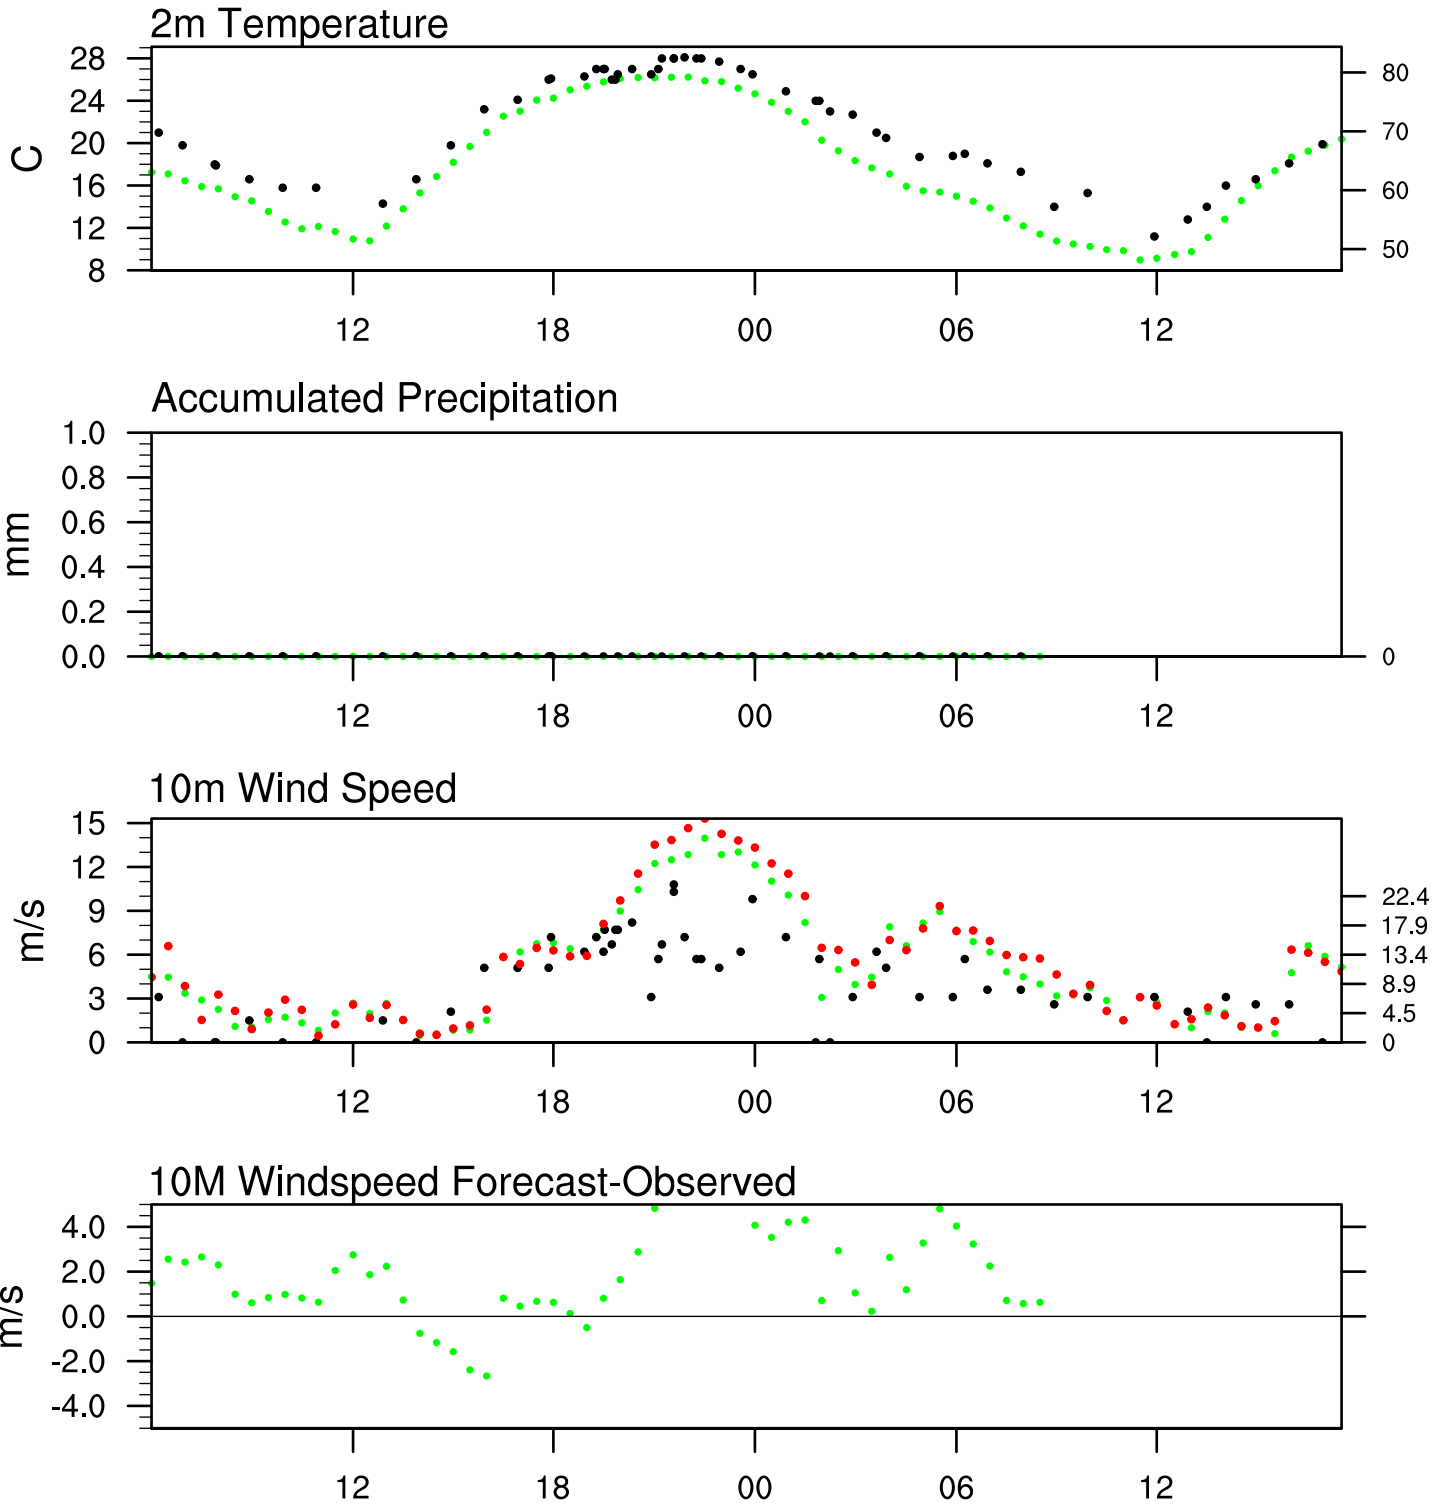 2m Temperature
28
24
20
16
12
8
C
80
70
60
50
12 18 00 06 12
Accumulated Precipitation
1.0
0.8
0.6
0.4
0.2
0.0
mm
0
12 18 00 06 12
10m Wind Speed
15
12
9
6
3
0
m/s
22.4
17.9
13.4
8.9
4.5
0
12 18 00 06 12
10M Windspeed Forecast-Observed
4.0
2.0
0.0
-2.0
-4.0
m/s
12 18 00 06 12